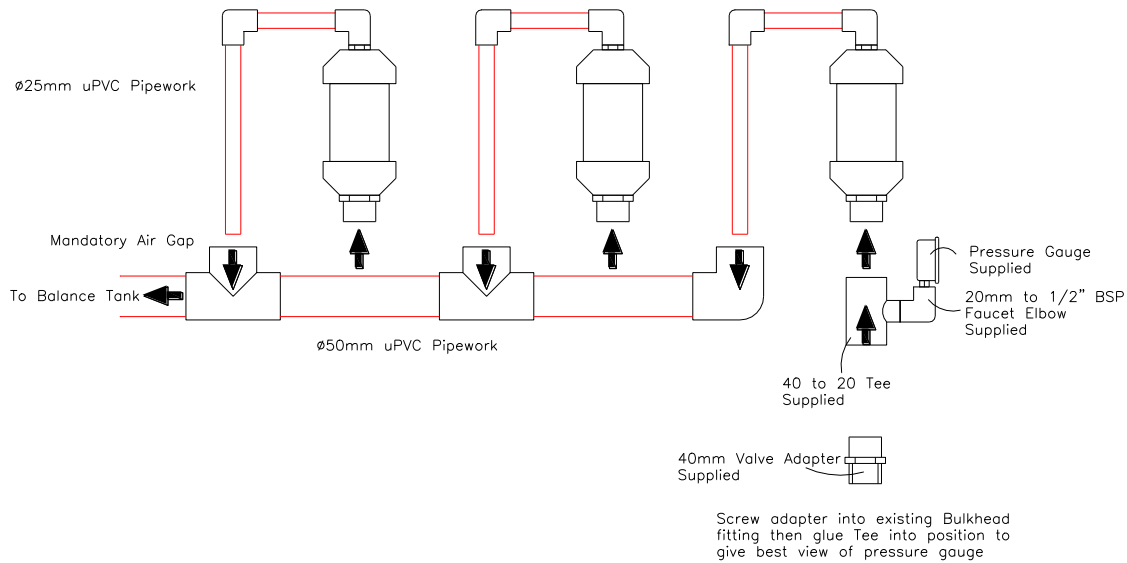 ø25mm uPVC Pipework
Mandatory Air Gap
To Balance Tank
ø50mm uPVC Pipework
Pressure Gauge
Supplied
20mm to 1/2" BSP
Faucet Elbow
Supplied
40 to 20 Tee
Supplied
40mm Valve Adapter
Supplied
Screw adapter into existing Bulkhead
fitting then glue Tee into position to
give best view of pressure gauge